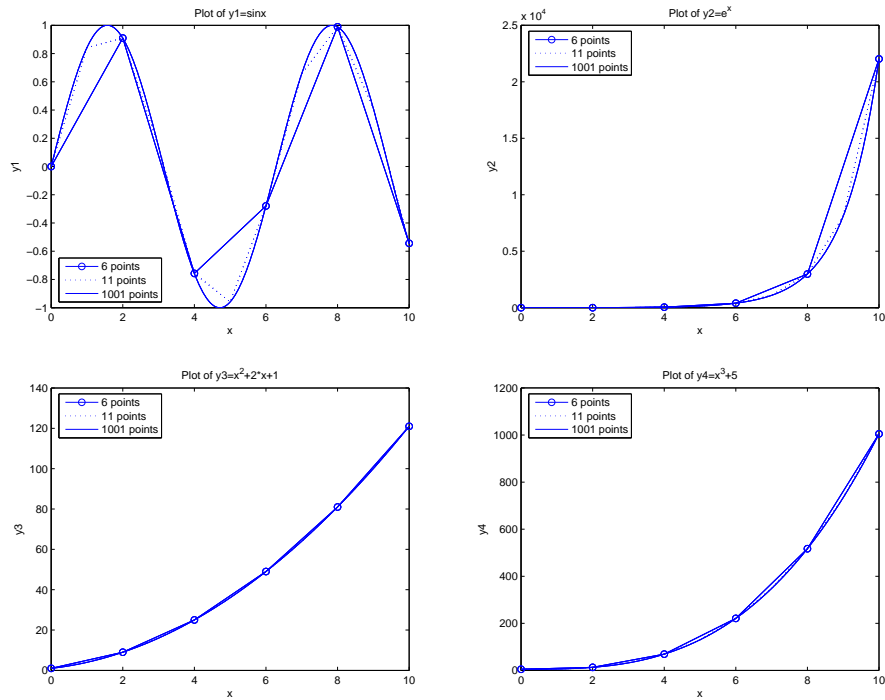 Plot of y1=sinx
1
0.8
0.6
0.4
0.2
0
−0.2
−0.4
−0.6
−0.8
−1
y1
6 points
11 points
1001 points
0 2 4 6 8 10
x
Plot of y2=e^x
x 10^4
2.5
2
1.5
1
0.5
0
y2
6 points
11 points
1001 points
0 2 4 6 8 10
x
Plot of y3=x^2+2*x+1
140
120
100
80
60
40
20
0
y3
6 points
11 points
1001 points
0 2 4 6 8 10
x
Plot of y4=x^3+5
1200
1000
800
600
400
200
0
y4
6 points
11 points
1001 points
0 2 4 6 8 10
x